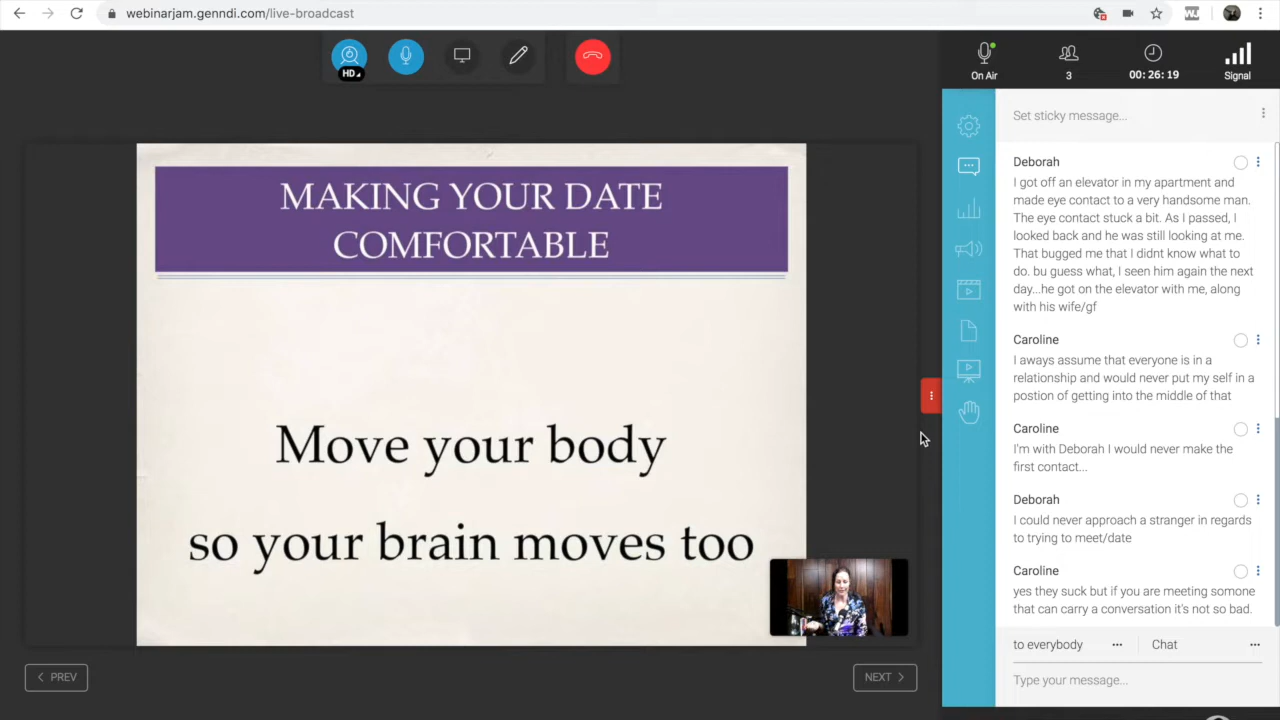 webinarjam.genndi.com/live-broadcast
HD
On Air
3
00:26:19
Signal
MAKING YOUR DATE
COMFORTABLE
Move your body
so your brain moves too
PREV
NEXT
Set sticky message...
Deborah
I got off an elevator in my apartment and
made eye contact to a very handsome man.
The eye contact stuck a bit. As I passed, I
looked back and he was still looking at me.
That bugged me that I didnt know what to
do. bu guess what, I seen him again the next
day...he got on the elevator with me, along
with his wife/gf
Caroline
I aways assume that everyone is in a
relationship and would never put my self in a
postion of getting into the middle of that
Caroline
I'm with Deborah I would never make the
first contact...
Deborah
I could never approach a stranger in regards
to trying to meet/date
Caroline
yes they suck but if you are meeting somone
that can carry a conversation it's not so bad.
to everybody
Chat
Type your message...